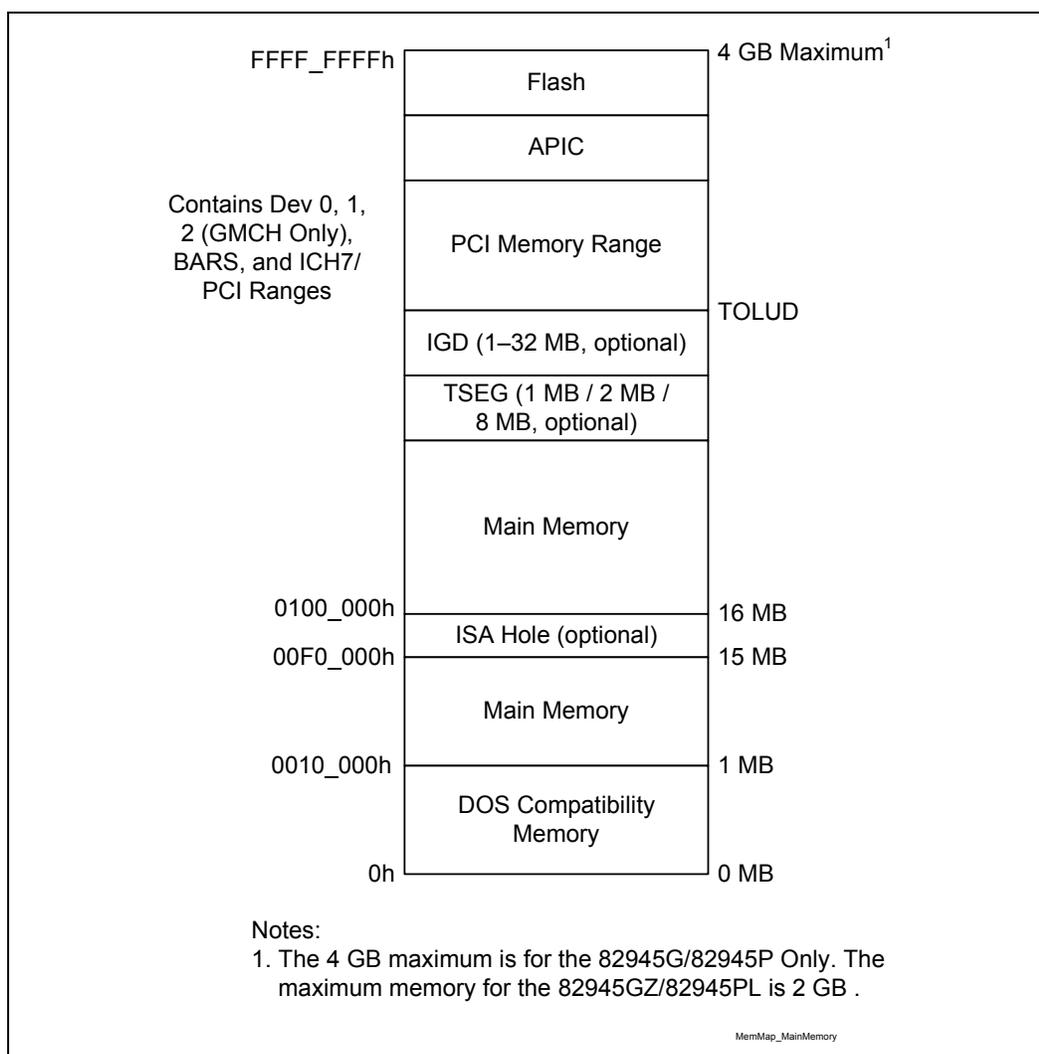 FFFF_FFFFh
4 GB Maximum1
Flash
APIC
Contains Dev 0, 1,
2 (GMCH Only),
BARS, and ICH7/
PCI Ranges
PCI Memory Range
TOLUD
IGD (1–32 MB, optional)
TSEG (1 MB / 2 MB /
8 MB, optional)
Main Memory
0100_000h
16 MB
ISA Hole (optional)
00F0_000h
15 MB
Main Memory
0010_000h
1 MB
DOS Compatibility
Memory
0h
0 MB
Notes:
1. The 4 GB maximum is for the 82945G/82945P Only. The
maximum memory for the 82945GZ/82945PL is 2 GB .
MemMap_MainMemory